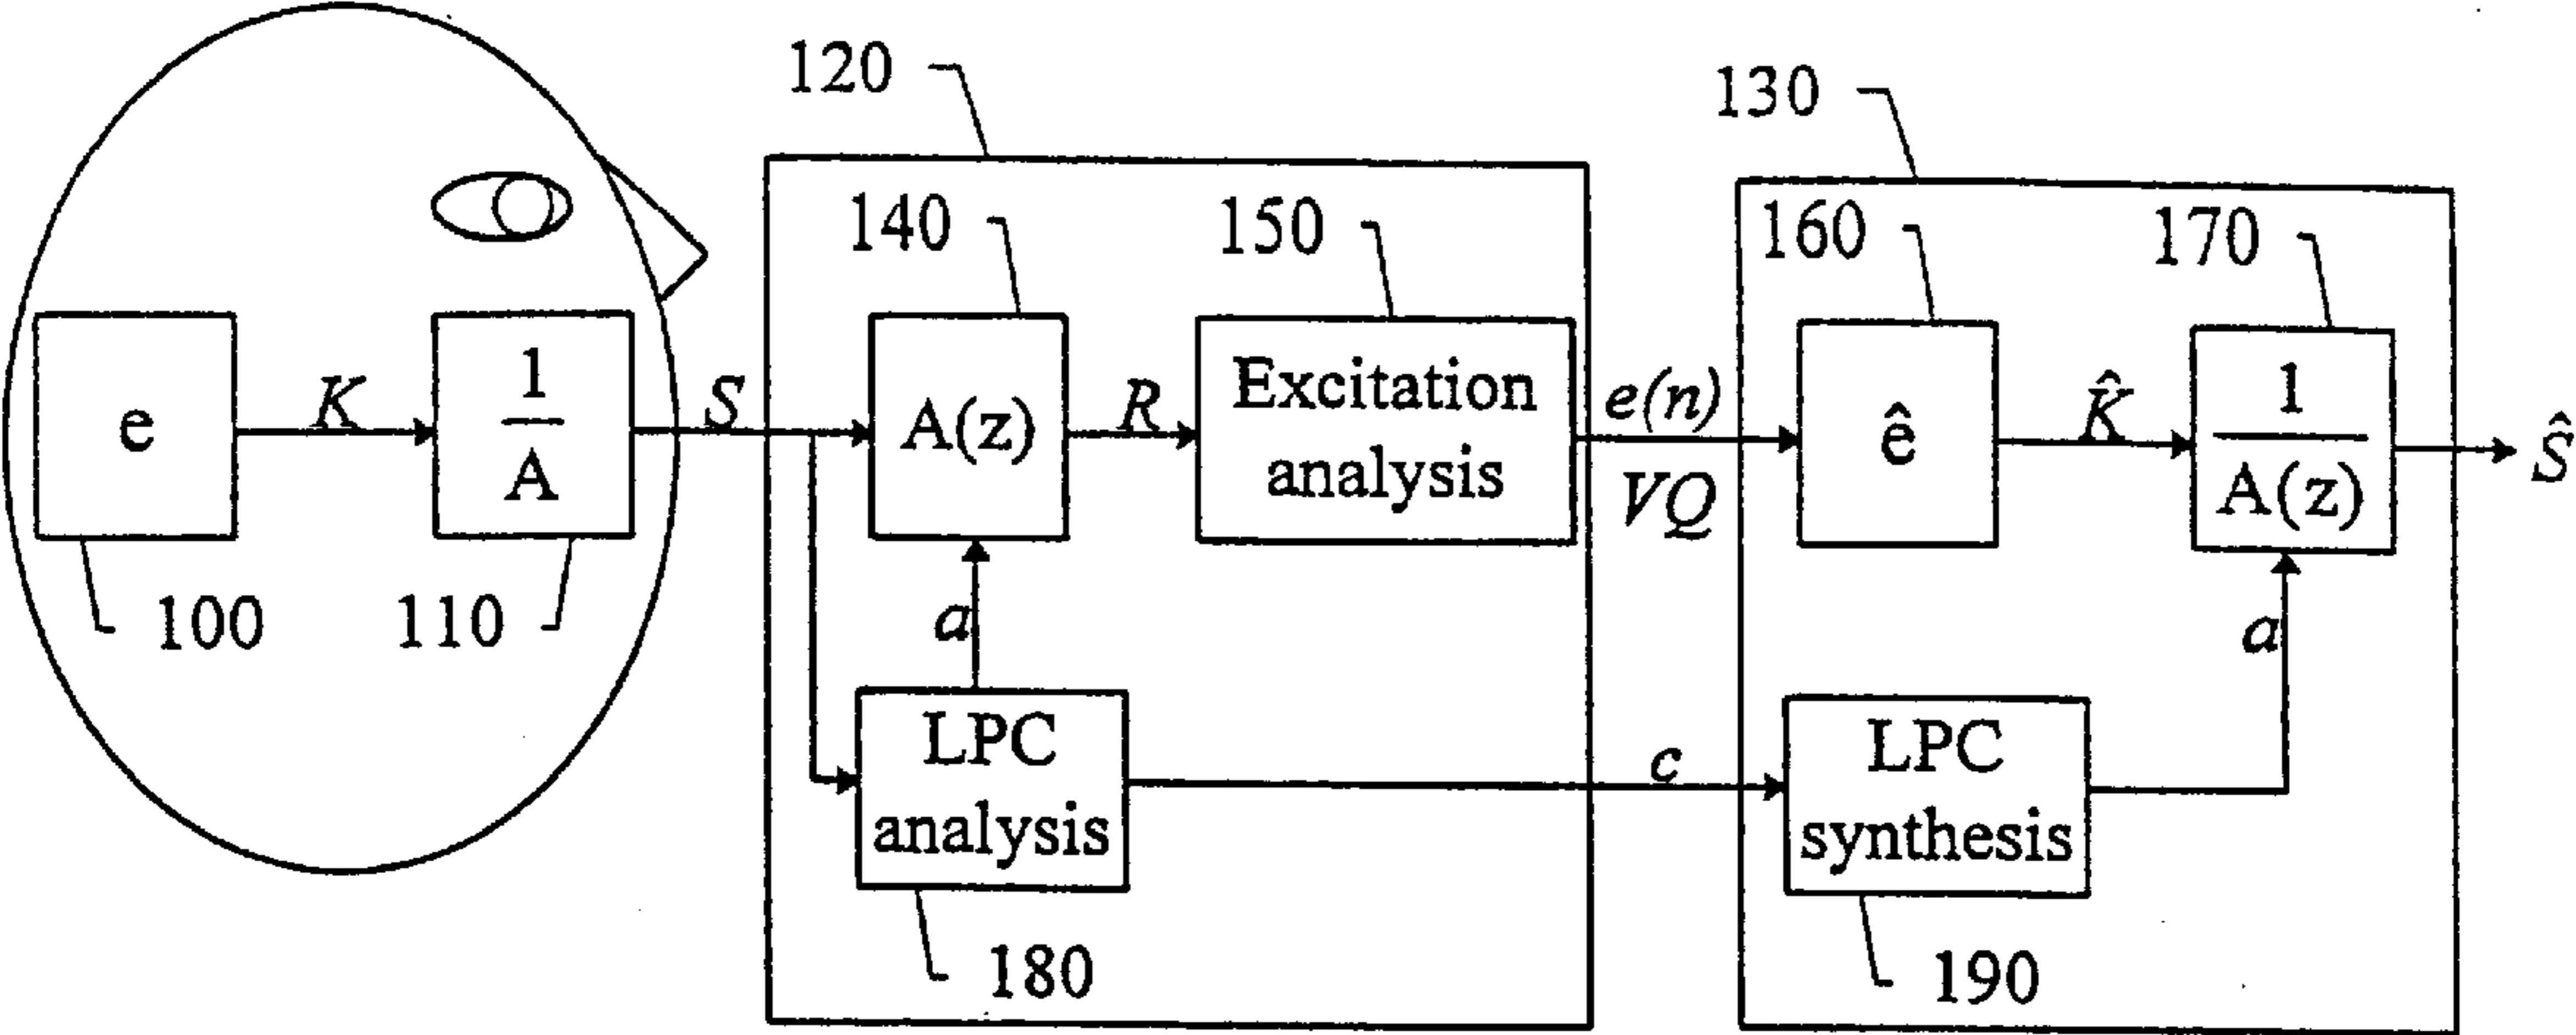 120
130
140
150
160
170
e
K
1
A
S
A(z)
R
Excitation
analysis
e(n)
VQ
ê
K̂
1
A(z)
Ŝ
100
110
a
a
LPC
analysis
c
LPC
synthesis
180
190